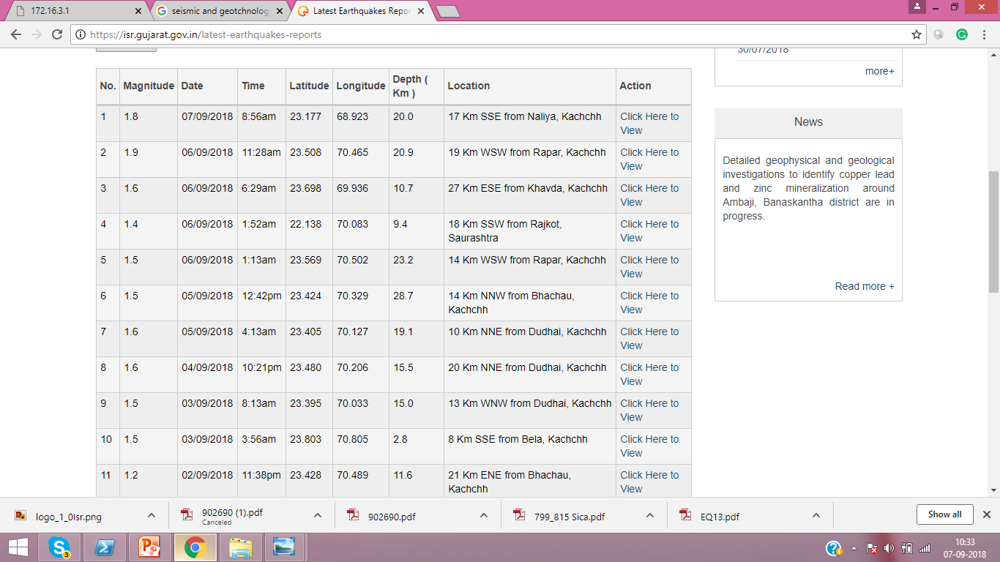 172.16.3.1
seismic and geotchnolog
Latest Earthquakes Repor
https://isr.gujarat.gov.in/latest-earthquakes-reports
30/07/2018
more+
No. Magnitude Date Time Latitude Longitude Depth ( Km ) Location Action
1 1.8 07/09/2018 8:56am 23.177 68.923 20.0 17 Km SSE from Naliya, Kachchh Click Here to View
2 1.9 06/09/2018 11:28am 23.508 70.465 20.9 19 Km WSW from Rapar, Kachchh Click Here to View
3 1.6 06/09/2018 6:29am 23.698 69.936 10.7 27 Km ESE from Khavda, Kachchh Click Here to View
4 1.4 06/09/2018 1:52am 22.138 70.083 9.4 18 Km SSW from Rajkot, Saurashtra Click Here to View
5 1.5 06/09/2018 1:13am 23.569 70.502 23.2 14 Km WSW from Rapar, Kachchh Click Here to View
6 1.5 05/09/2018 12:42pm 23.424 70.329 28.7 14 Km NNW from Bhachau, Kachchh Click Here to View
7 1.6 05/09/2018 4:13am 23.405 70.127 19.1 10 Km NNE from Dudhai, Kachchh Click Here to View
8 1.6 04/09/2018 10:21pm 23.480 70.206 15.5 20 Km NNE from Dudhai, Kachchh Click Here to View
9 1.5 03/09/2018 8:13am 23.395 70.033 15.0 13 Km WNW from Dudhai, Kachchh Click Here to View
10 1.5 03/09/2018 3:56am 23.803 70.805 2.8 8 Km SSE from Bela, Kachchh Click Here to View
11 1.2 02/09/2018 11:38pm 23.428 70.489 11.6 21 Km ENE from Bhachau, Kachchh Click Here to View
News
Detailed geophysical and geological
investigations to identify copper lead
and zinc mineralization around
Ambaji, Banaskantha district are in
progress.
Read more +
logo_1_0Isr.png
902690 (1).pdf
Canceled
902690.pdf
799_815 Sica.pdf
EQ13.pdf
Show all
3
10:33
07-09-2018